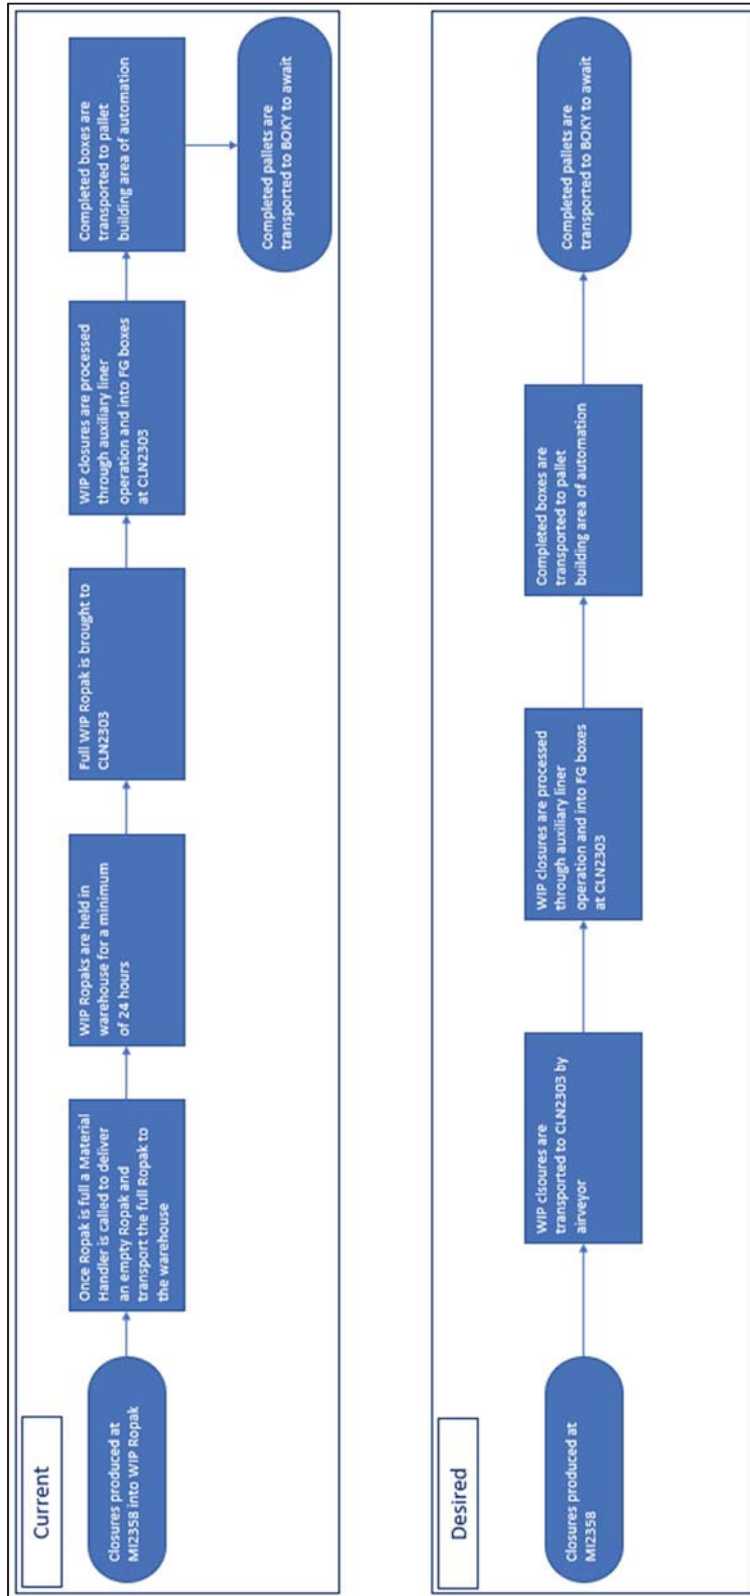 Current
Closures produced at
MI2358 into WIP Ropak
Once Ropak is full a Material
Handler is called to deliver
an empty Ropak and
transport the full Ropak to
the warehouse
WIP Ropaks are held in
warehouse for a minimum
of 24 hours
Full WIP Ropak is brought to
CLN2303
WIP closures are processed
through auxiliary liner
operation and into FG boxes
at CLN2303
Completed boxes are
transported to pallet
building area of automation
Completed pallets are
transported to BOKY to await
Desired
Closures produced at
MI2358
WIP clsoures are
transported to CLN2303 by
airveyor
WIP closures are processed
through auxiliary liner
operation and into FG boxes
at CLN2303
Completed boxes are
transported to pallet
building area of automation
Completed pallets are
transported to BOKY to await